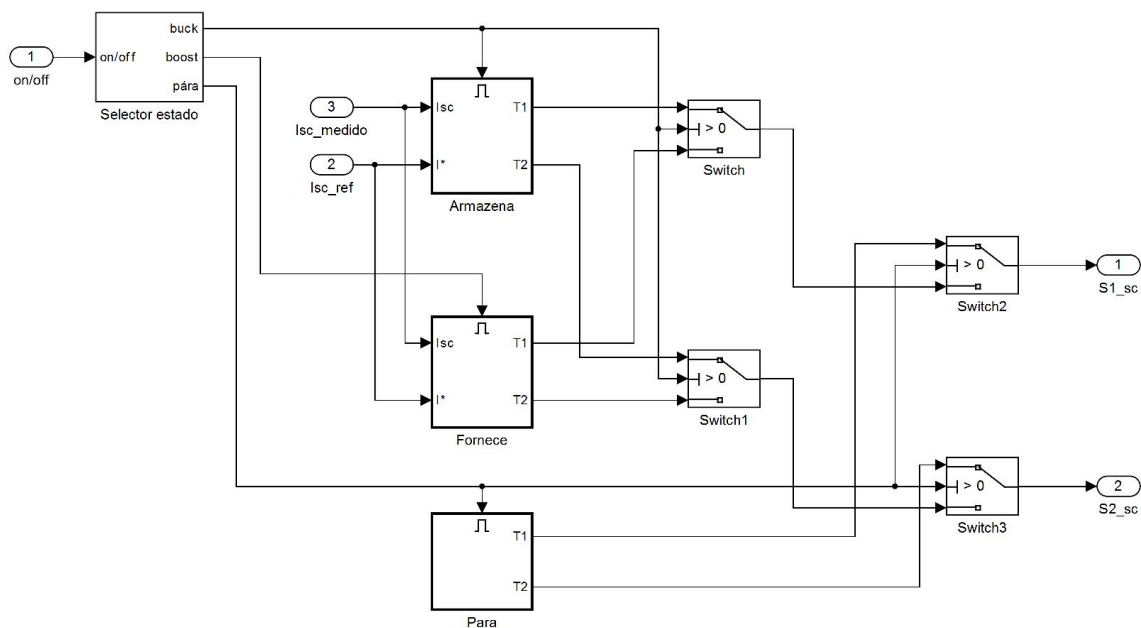 1
on/off
on/off
buck
boost
pára
Selector estado
3
Isc_medido
2
Isc_ref
Isc
I*
T1
T2
Armazena
> 0
Switch
Isc
I*
T1
T2
Fornece
> 0
Switch1
> 0
Switch2
1
S1_sc
> 0
Switch3
2
S2_sc
T1
T2
Para